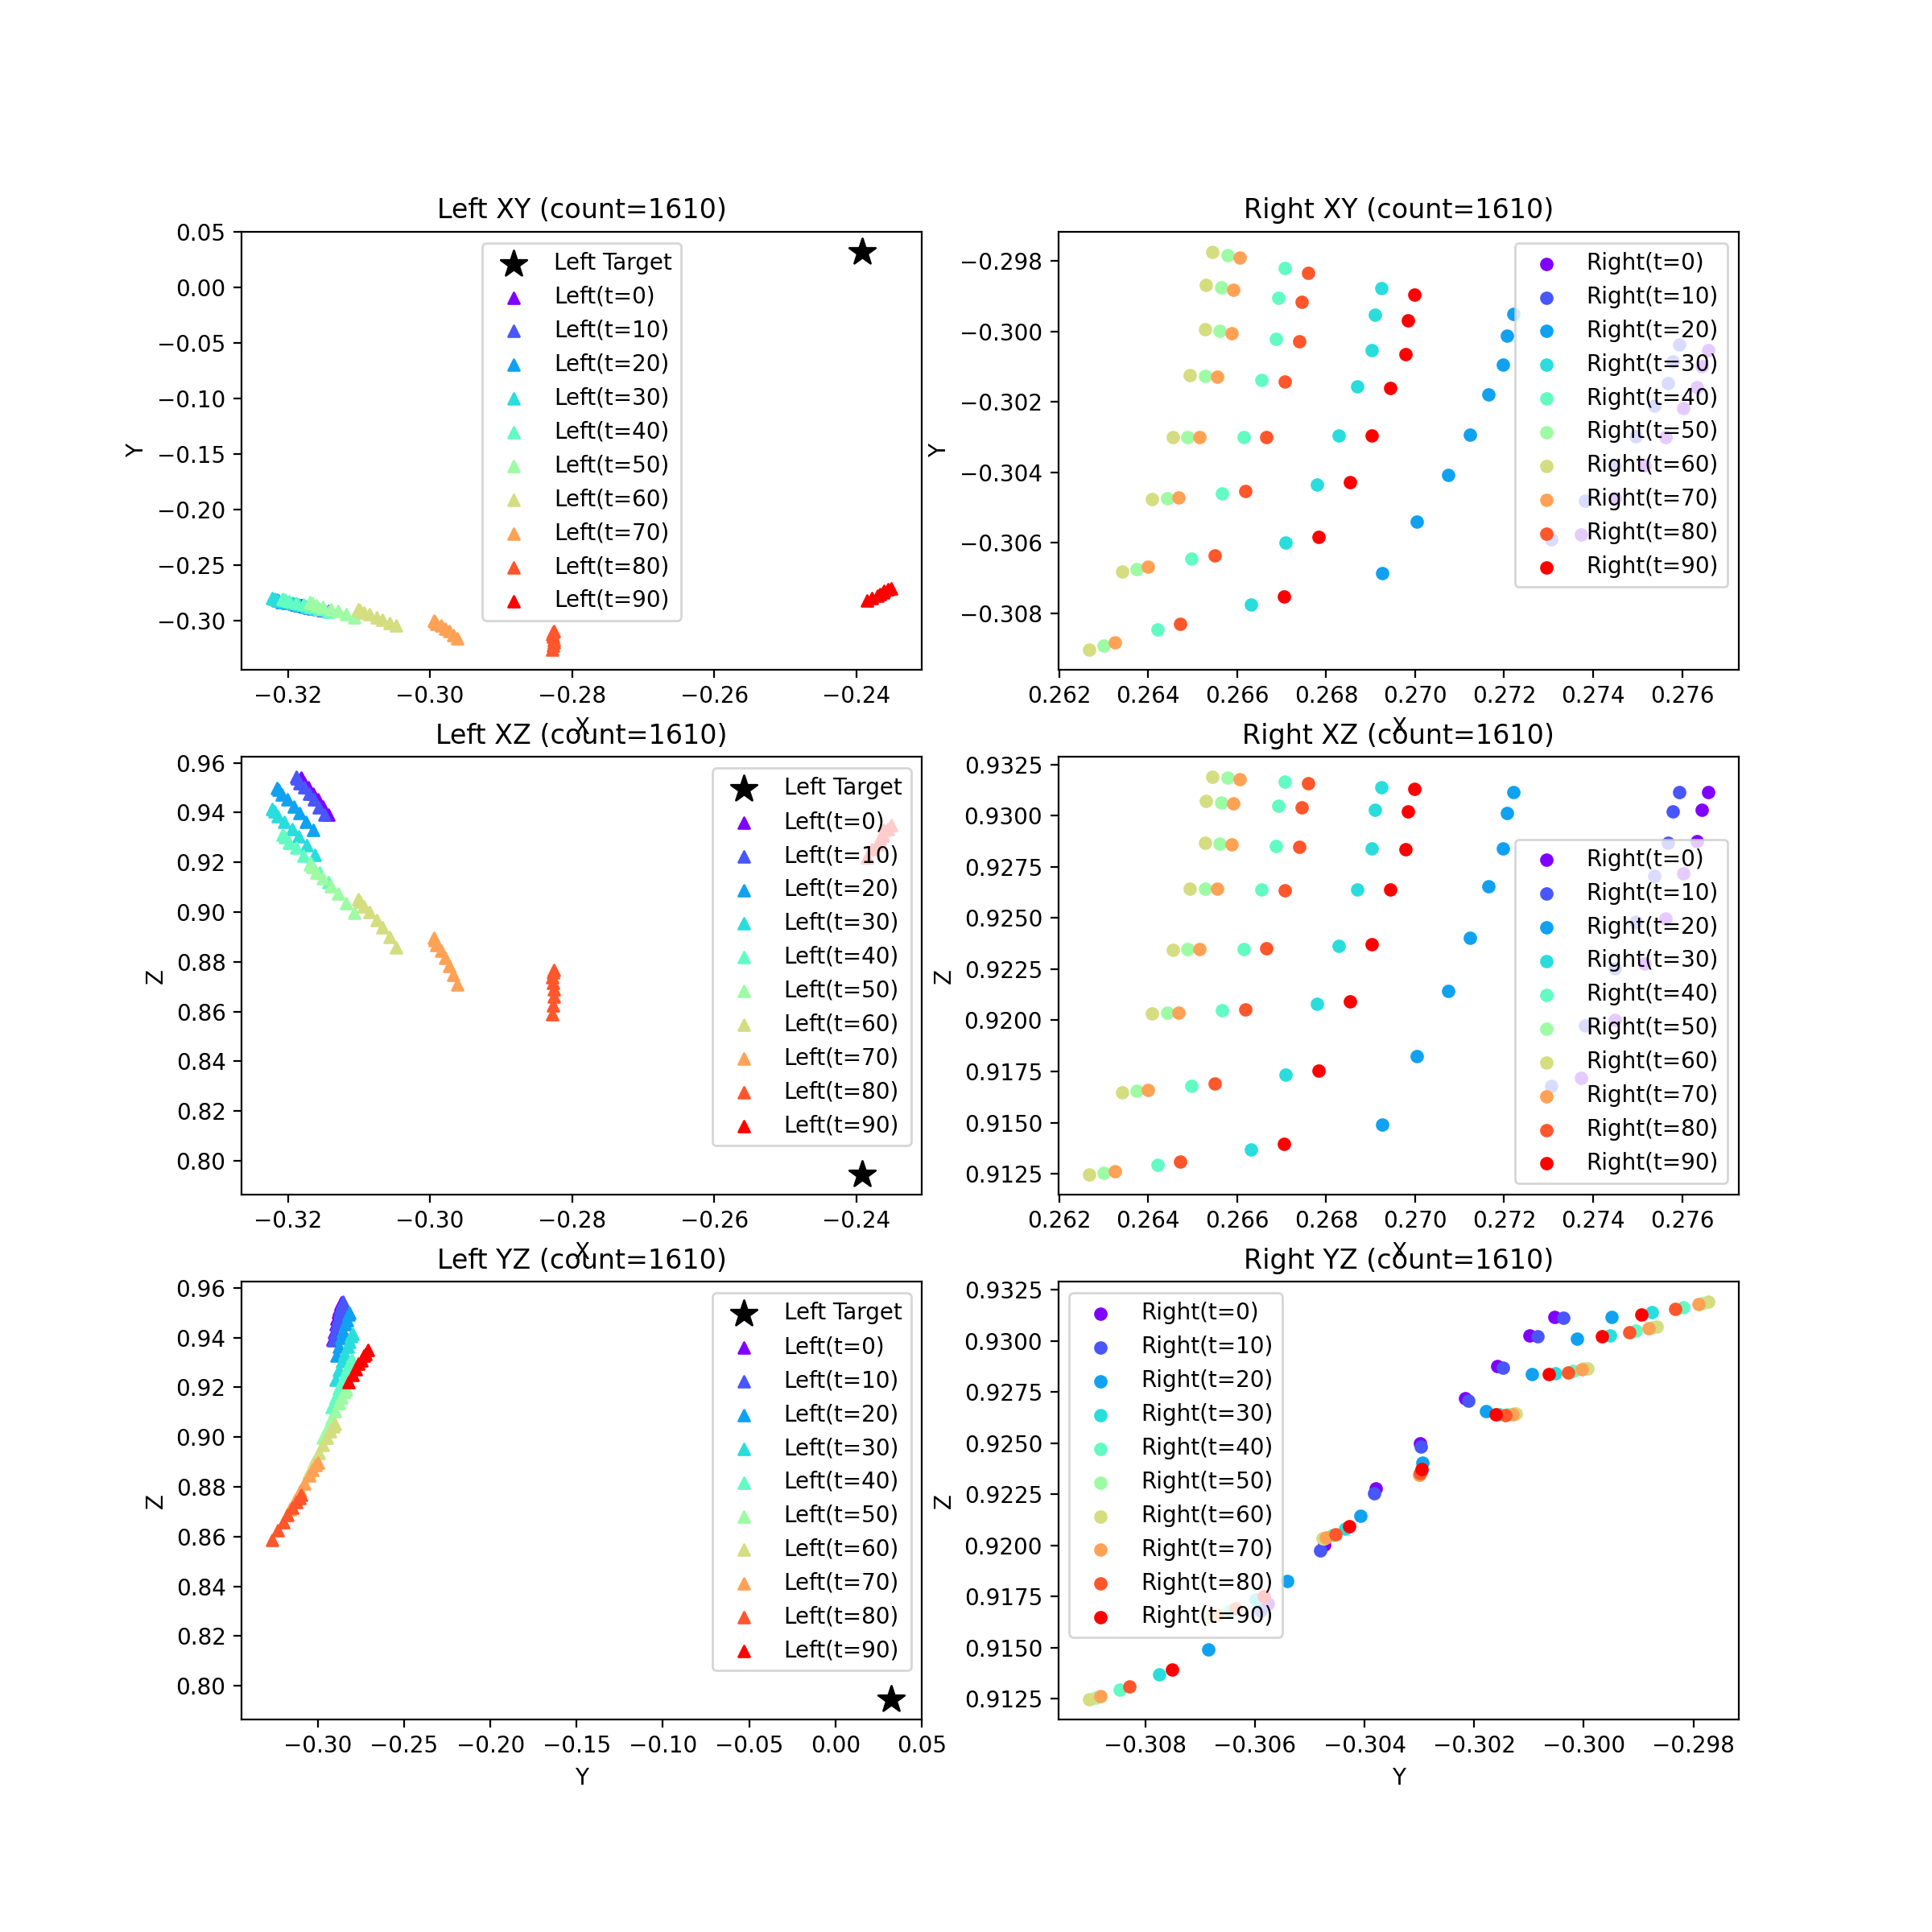 Left XY (count=1610)
0.05
0.00
−0.05
−0.10
−0.15
−0.20
−0.25
−0.30
Y
−0.32 −0.30 −0.28 −0.26 −0.24
X
Left Target
Left(t=0)
Left(t=10)
Left(t=20)
Left(t=30)
Left(t=40)
Left(t=50)
Left(t=60)
Left(t=70)
Left(t=80)
Left(t=90)
Right XY (count=1610)
−0.298
−0.300
−0.302
−0.304
−0.306
−0.308
Y
0.262 0.264 0.266 0.268 0.270 0.272 0.274 0.276
X
Right(t=0)
Right(t=10)
Right(t=20)
Right(t=30)
Right(t=40)
Right(t=50)
Right(t=60)
Right(t=70)
Right(t=80)
Right(t=90)
Left XZ (count=1610)
0.96
0.94
0.92
0.90
0.88
0.86
0.84
0.82
0.80
Z
−0.32 −0.30 −0.28 −0.26 −0.24
X
Left Target
Left(t=0)
Left(t=10)
Left(t=20)
Left(t=30)
Left(t=40)
Left(t=50)
Left(t=60)
Left(t=70)
Left(t=80)
Left(t=90)
Right XZ (count=1610)
0.9325
0.9300
0.9275
0.9250
0.9225
0.9200
0.9175
0.9150
0.9125
Z
0.262 0.264 0.266 0.268 0.270 0.272 0.274 0.276
X
Right(t=0)
Right(t=10)
Right(t=20)
Right(t=30)
Right(t=40)
Right(t=50)
Right(t=60)
Right(t=70)
Right(t=80)
Right(t=90)
Left YZ (count=1610)
0.96
0.94
0.92
0.90
0.88
0.86
0.84
0.82
0.80
Z
−0.30 −0.25 −0.20 −0.15 −0.10 −0.05 0.00 0.05
Y
Left Target
Left(t=0)
Left(t=10)
Left(t=20)
Left(t=30)
Left(t=40)
Left(t=50)
Left(t=60)
Left(t=70)
Left(t=80)
Left(t=90)
Right YZ (count=1610)
0.9325
0.9300
0.9275
0.9250
0.9225
0.9200
0.9175
0.9150
0.9125
Z
−0.308 −0.306 −0.304 −0.302 −0.300 −0.298
Y
Right(t=0)
Right(t=10)
Right(t=20)
Right(t=30)
Right(t=40)
Right(t=50)
Right(t=60)
Right(t=70)
Right(t=80)
Right(t=90)